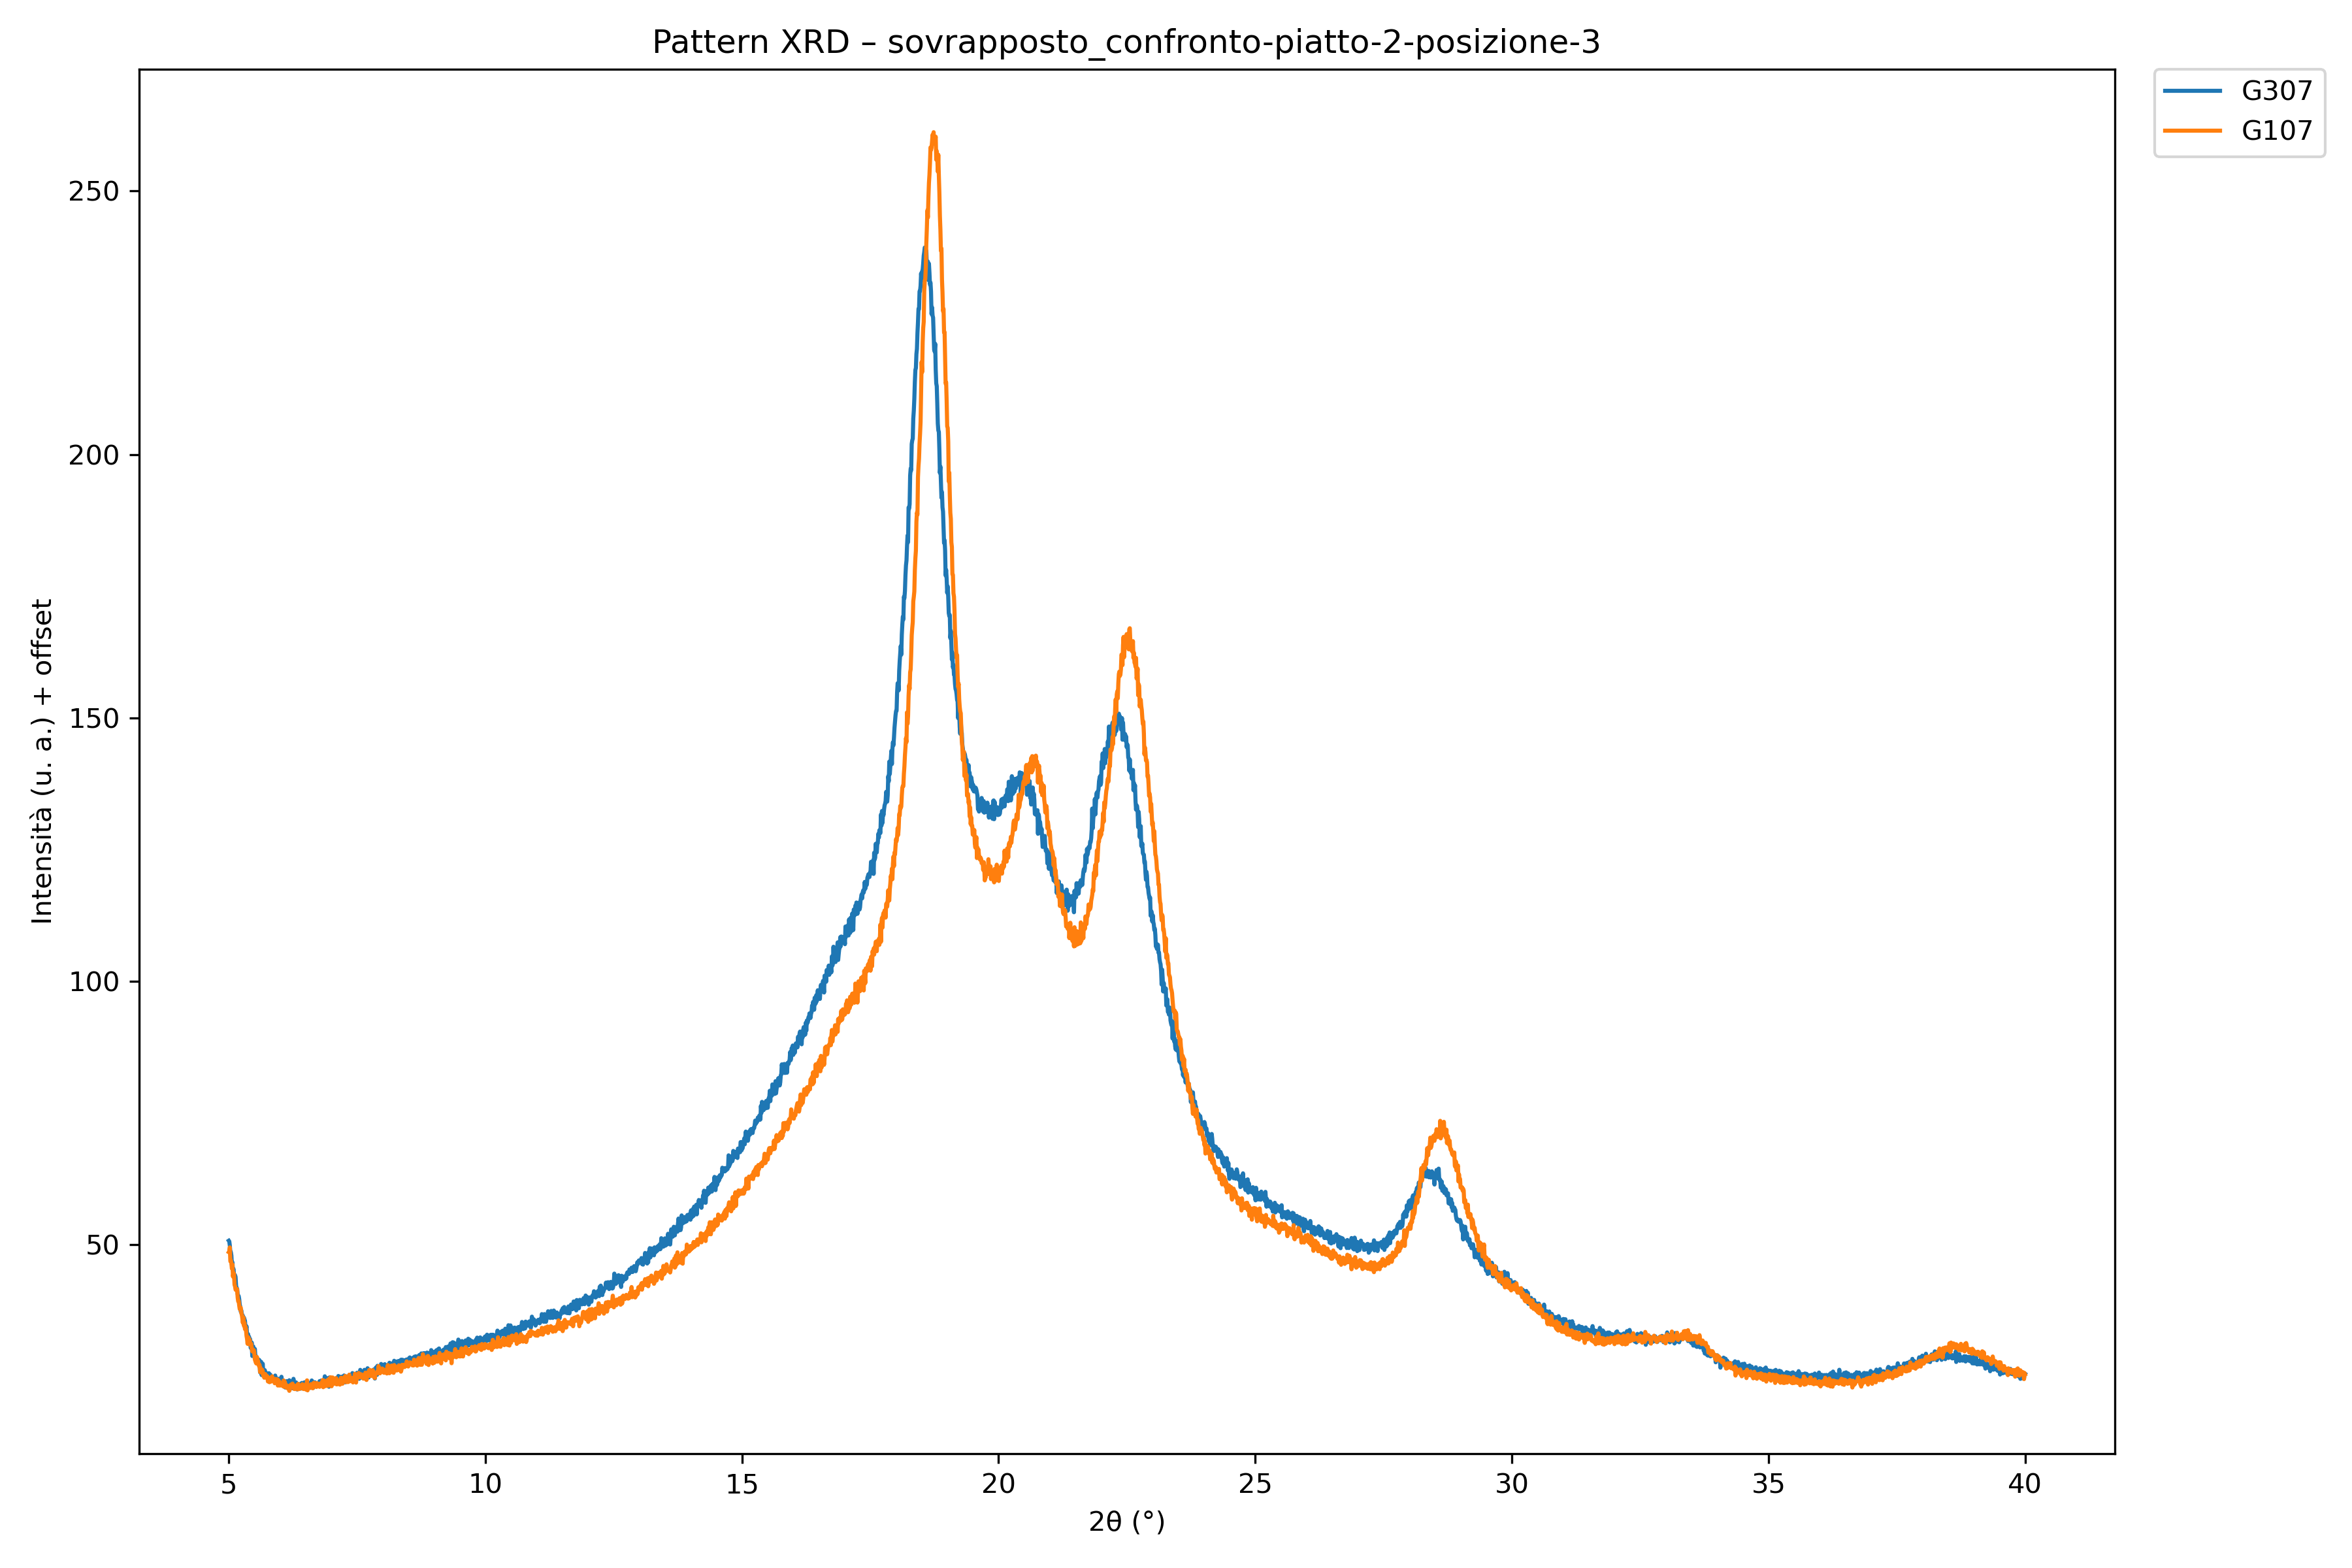 Pattern XRD – sovrapposto_confronto-piatto-2-posizione-3
G307
G107
Intensità (u. a.) + offset
250
200
150
100
50
5 10 15 20 25 30 35 40
2θ (°)